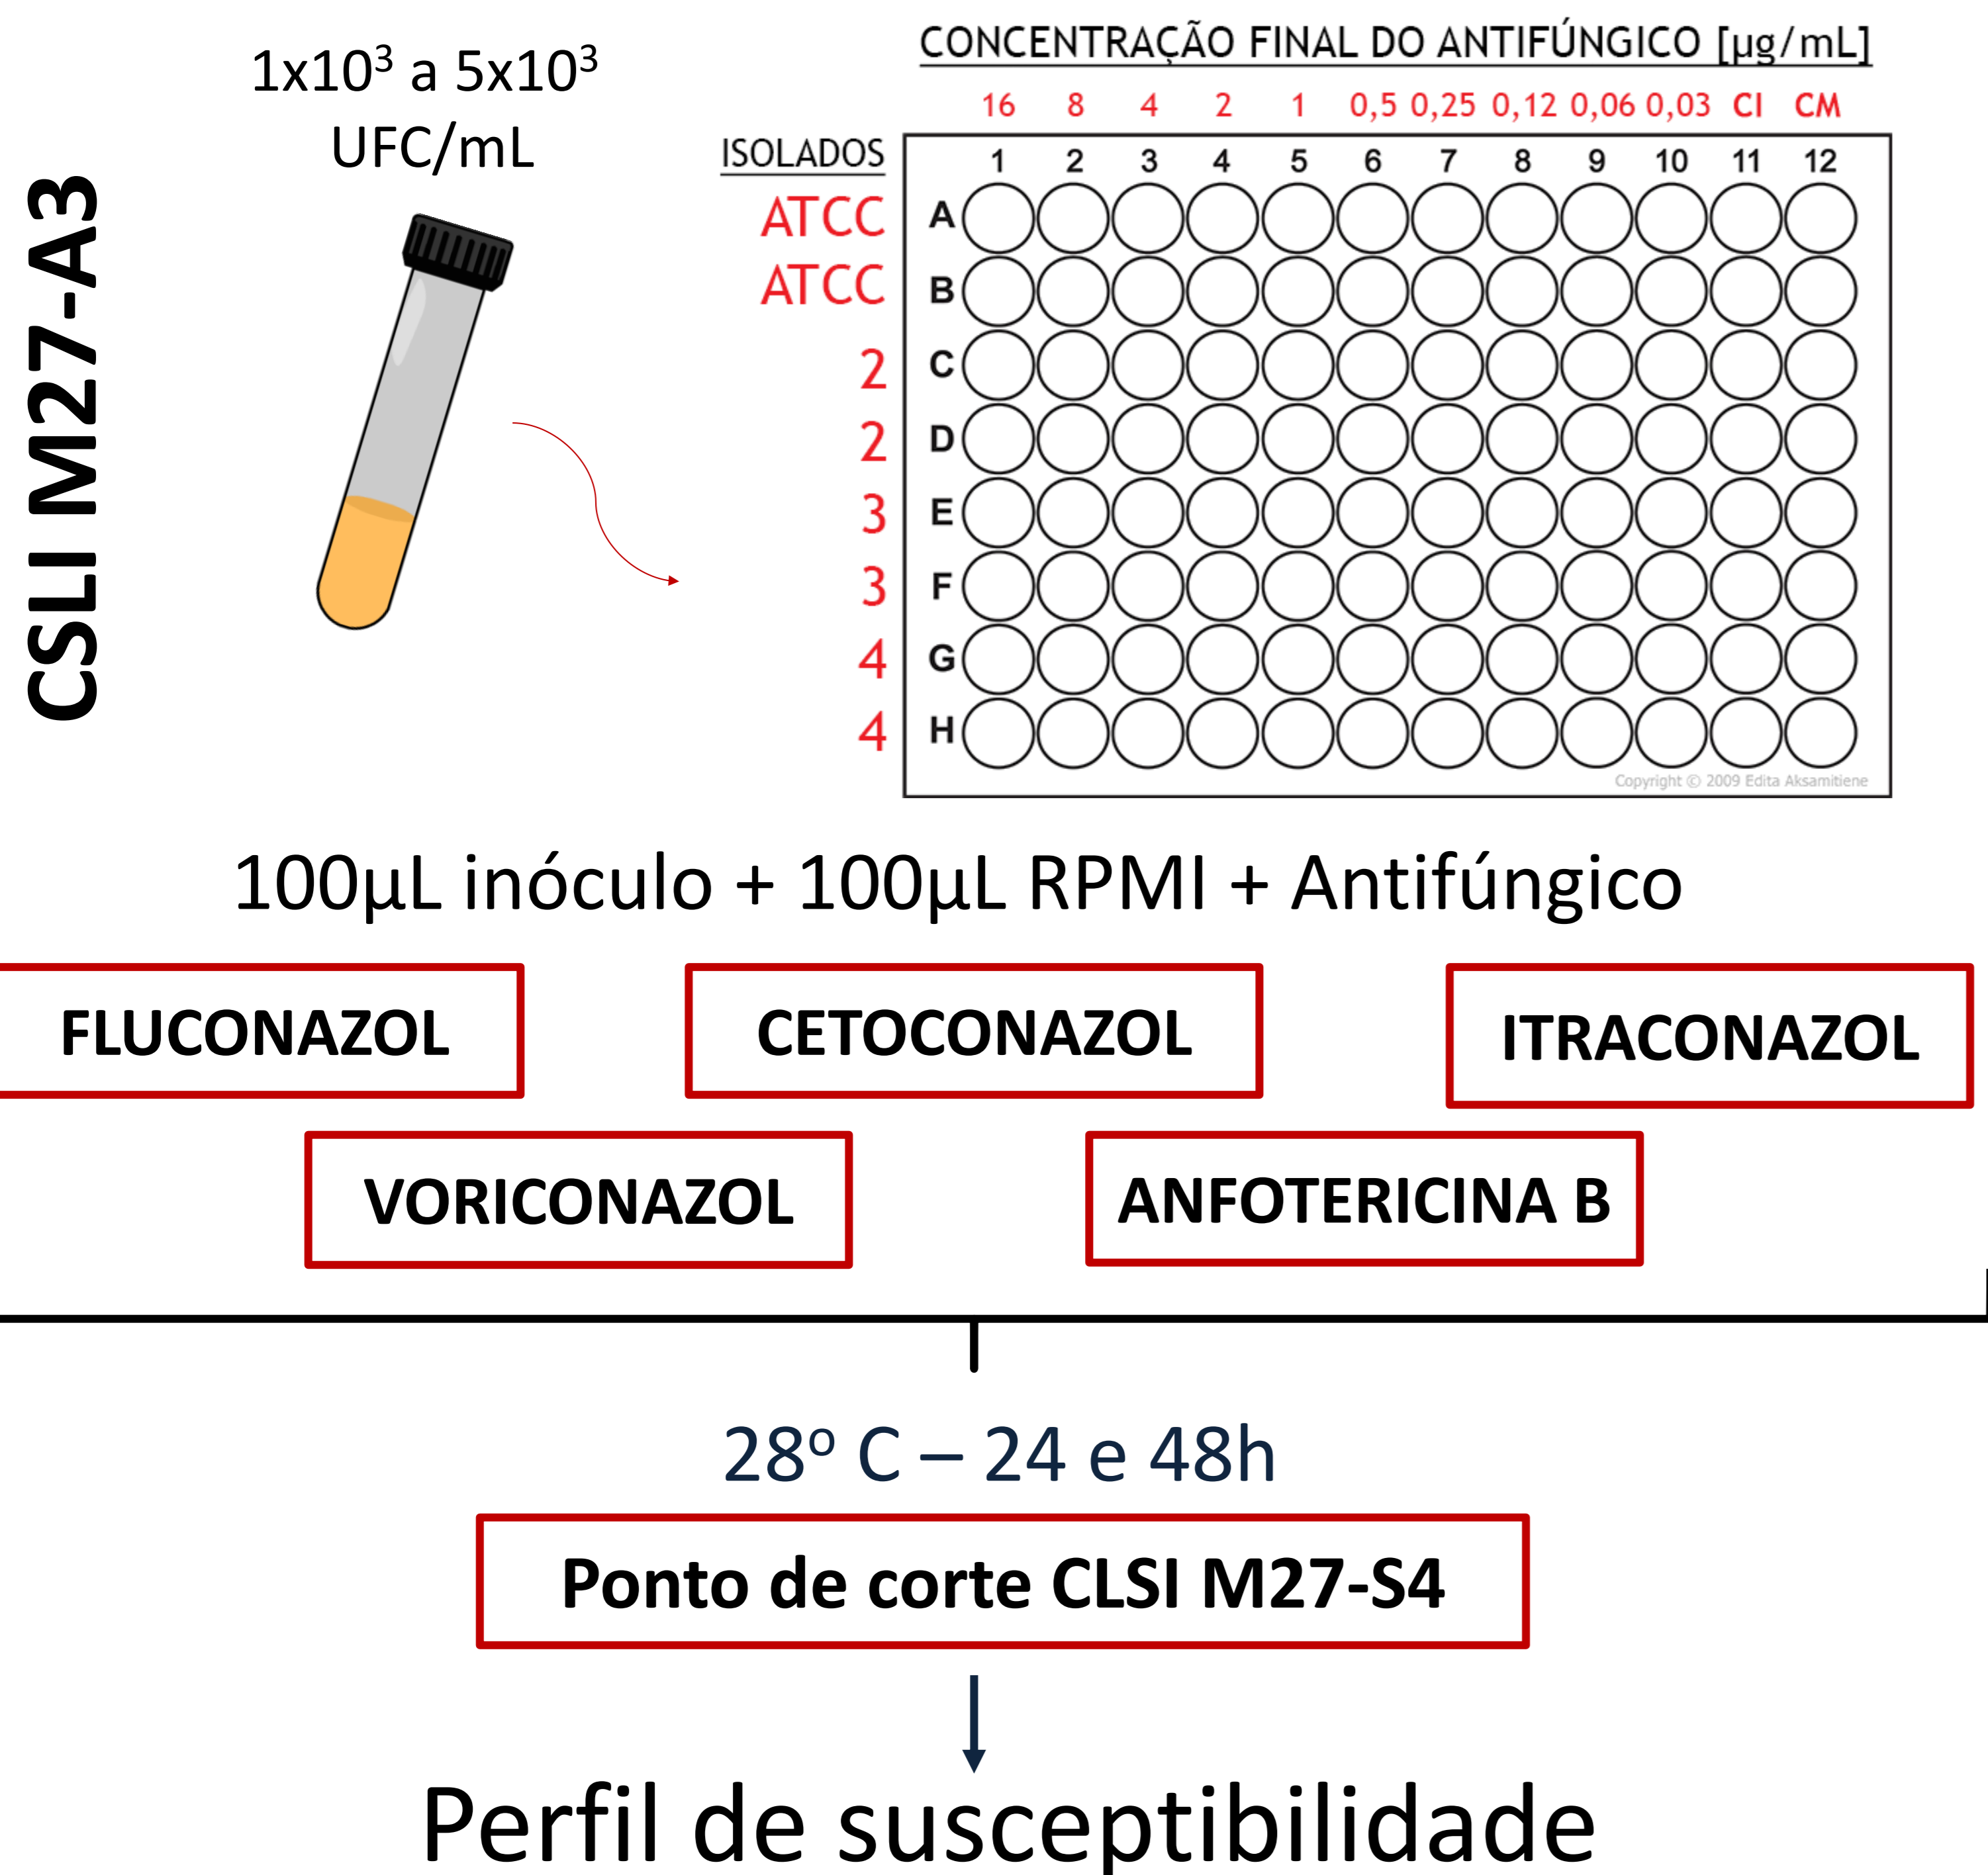 CSLI M27-A3
1x10³ a 5x10³
UFC/mL
CONCENTRAÇÃO FINAL DO ANTIFÚNGICO [µg/mL]
16 8 4 2 1 0,5 0,25 0,12 0,06 0,03 CI CM
ISOLADOS
1 2 3 4 5 6 7 8 9 10 11 12
ATCC A
ATCC B
2 C
2 D
3 E
3 F
4 G
4 H
Copyright © 2009 Edita Aksamitiene
100µL inóculo + 100µL RPMI + Antifúngico
FLUCONAZOL
CETOCONAZOL
ITRACONAZOL
VORICONAZOL
ANFOTERICINA B
28º C – 24 e 48h
Ponto de corte CLSI M27-S4
Perfil de susceptibilidade